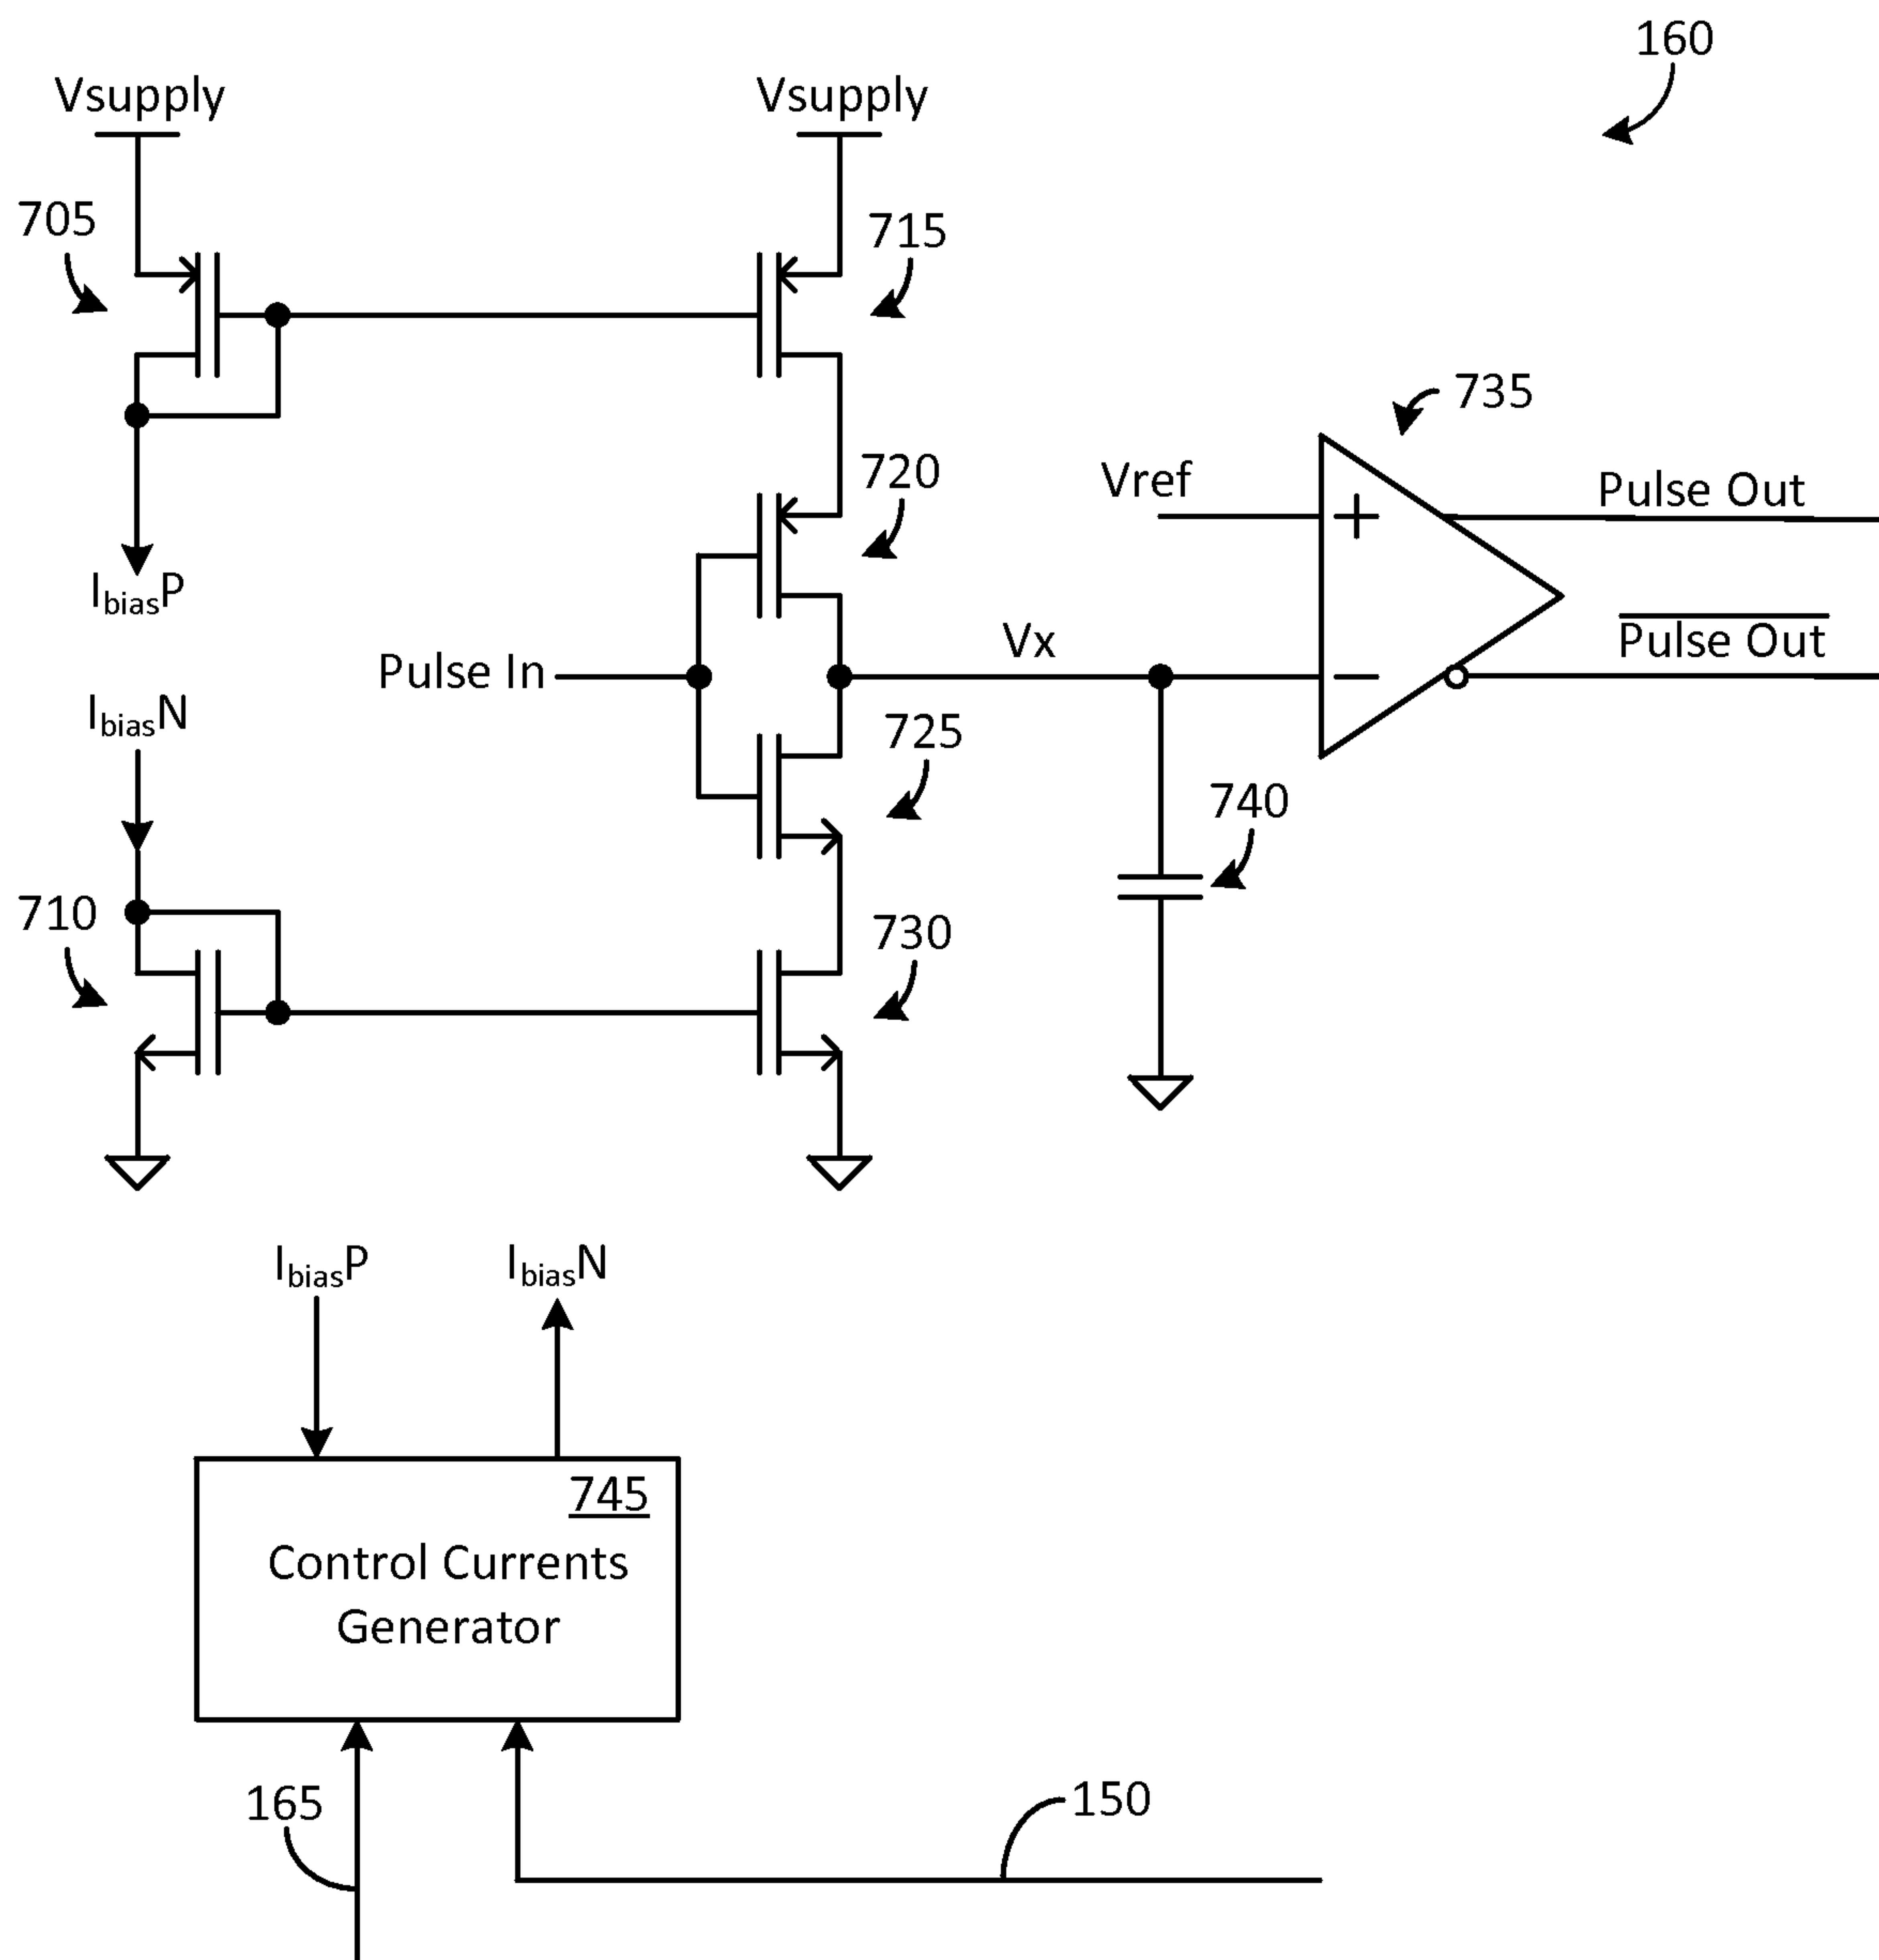 160
Vsupply
Vsupply
705
715
735
720
Vref
+
Pulse Out
IbiasP
Pulse Out
Vx
Pulse In
−
IbiasN
725
740
710
730
IbiasP
IbiasN
745
Control Currents
Generator
165
150